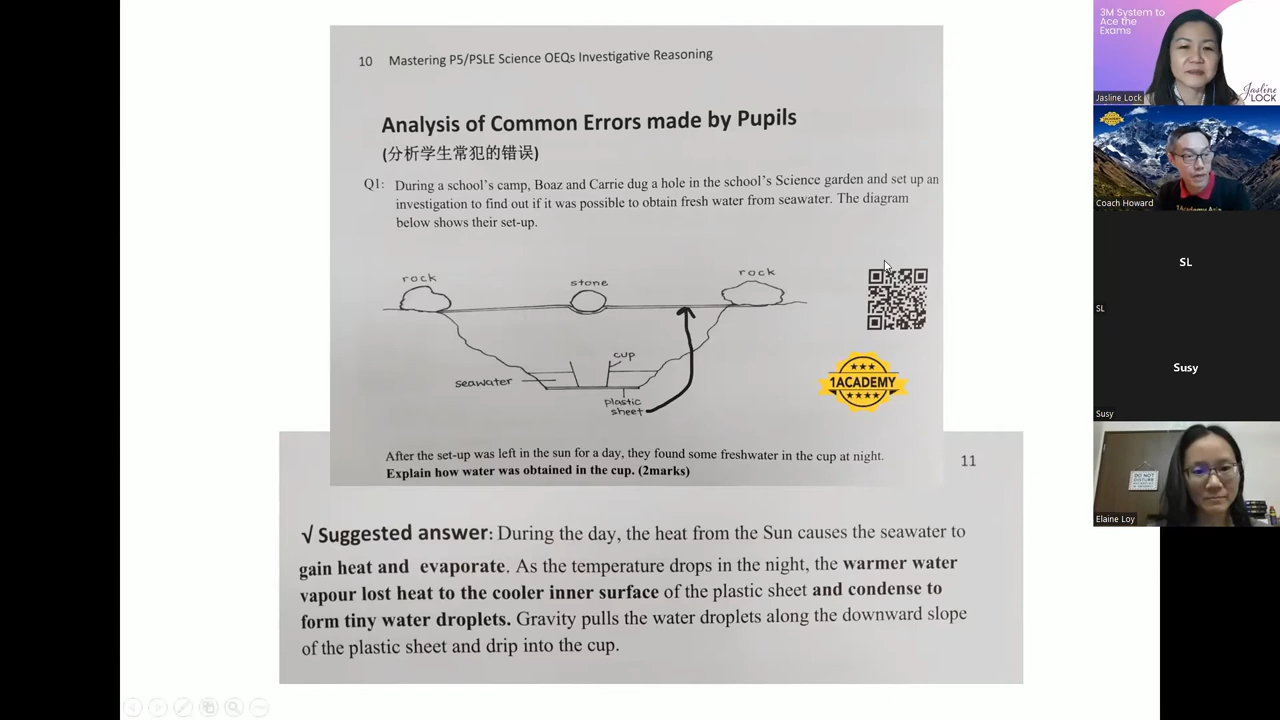 10 Mastering P5/PSLE Science OEQs Investigative Reasoning
Analysis of Common Errors made by Pupils
(分析学生常犯的错误)
Q1: During a school's camp, Boaz and Carrie dug a hole in the school's Science garden and set up an
investigation to find out if it was possible to obtain fresh water from seawater. The diagram
below shows their set-up.
rock
stone
rock
cup
seawater
plastic
sheet
1ACADEMY
After the set-up was left in the sun for a day, they found some freshwater in the cup at night.
Explain how water was obtained in the cup. (2marks)
11
√ Suggested answer: During the day, the heat from the Sun causes the seawater to
gain heat and evaporate. As the temperature drops in the night, the warmer water
vapour lost heat to the cooler inner surface of the plastic sheet and condense to
form tiny water droplets. Gravity pulls the water droplets along the downward slope
of the plastic sheet and drip into the cup.
3M System to
Ace the
Exams
Jasline
LOCK
Jasline Lock
Coach Howard
SL
SL
Susy
Susy
DO NOT
DISTURB
Elaine Loy